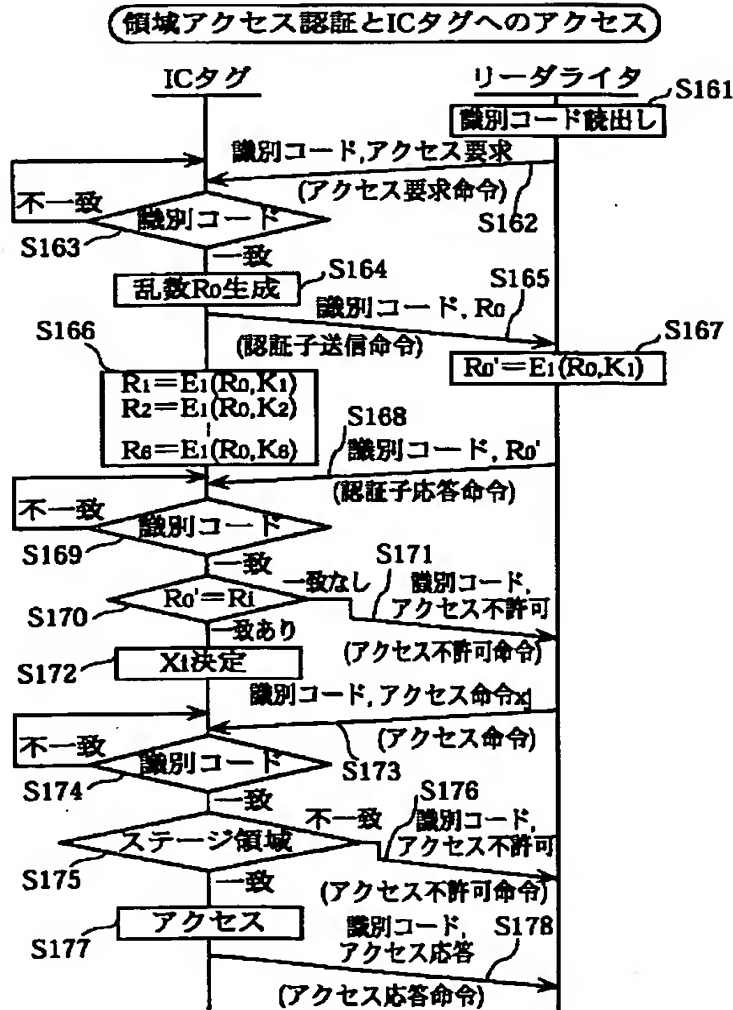 領域アクセス認証とICタグへのアクセス
ICタグ
リーダライタ
S161
識別コード読出し
識別コード,アクセス要求
(アクセス要求命令)
S162
不一致
識別コード
S163
一致
S164
乱数R0生成
S165
識別コード, R0
(認証子送信命令)
S166
S167
R0'=E1(R0,K1)
R1=E1(R0,K1)
R2=E1(R0,K2)
R6=E1(R0,K6)
S168
識別コード, R0'
(認証子応答命令)
不一致
識別コード
S169
一致
S171
一致なし
識別コード,
アクセス不許可
R0'=Ri
S170
一致あり
(アクセス不許可命令)
Xi決定
S172
識別コード,アクセス命令xj
(アクセス命令)
S173
不一致
識別コード
S174
一致
S176
不一致
識別コード,
アクセス不許可
ステージ領域
S175
一致
(アクセス不許可命令)
アクセス
S177
識別コード,
アクセス応答
S178
(アクセス応答命令)